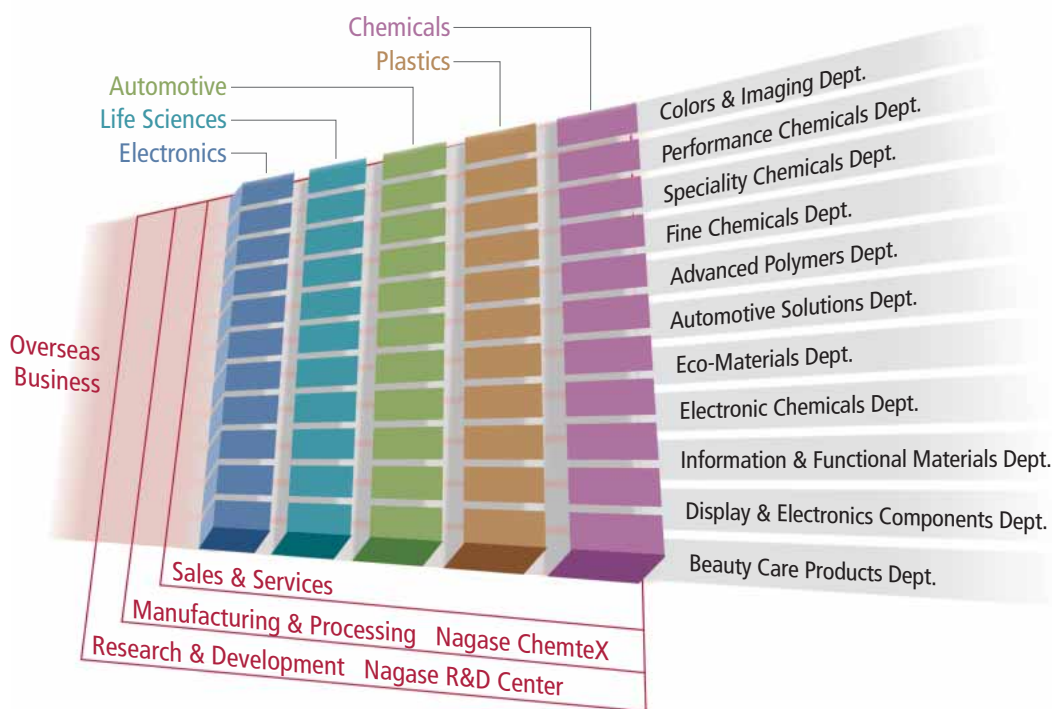 Chemicals
Plastics
Automotive
Life Sciences
Electronics
Colors & Imaging Dept.
Performance Chemicals Dept.
Speciality Chemicals Dept.
Fine Chemicals Dept.
Advanced Polymers Dept.
Automotive Solutions Dept.
Eco-Materials Dept.
Electronic Chemicals Dept.
Information & Functional Materials Dept.
Display & Electronics Components Dept.
Beauty Care Products Dept.
Overseas
Business
Sales & Services
Manufacturing & Processing Nagase ChemteX
Research & Development Nagase R&D Center